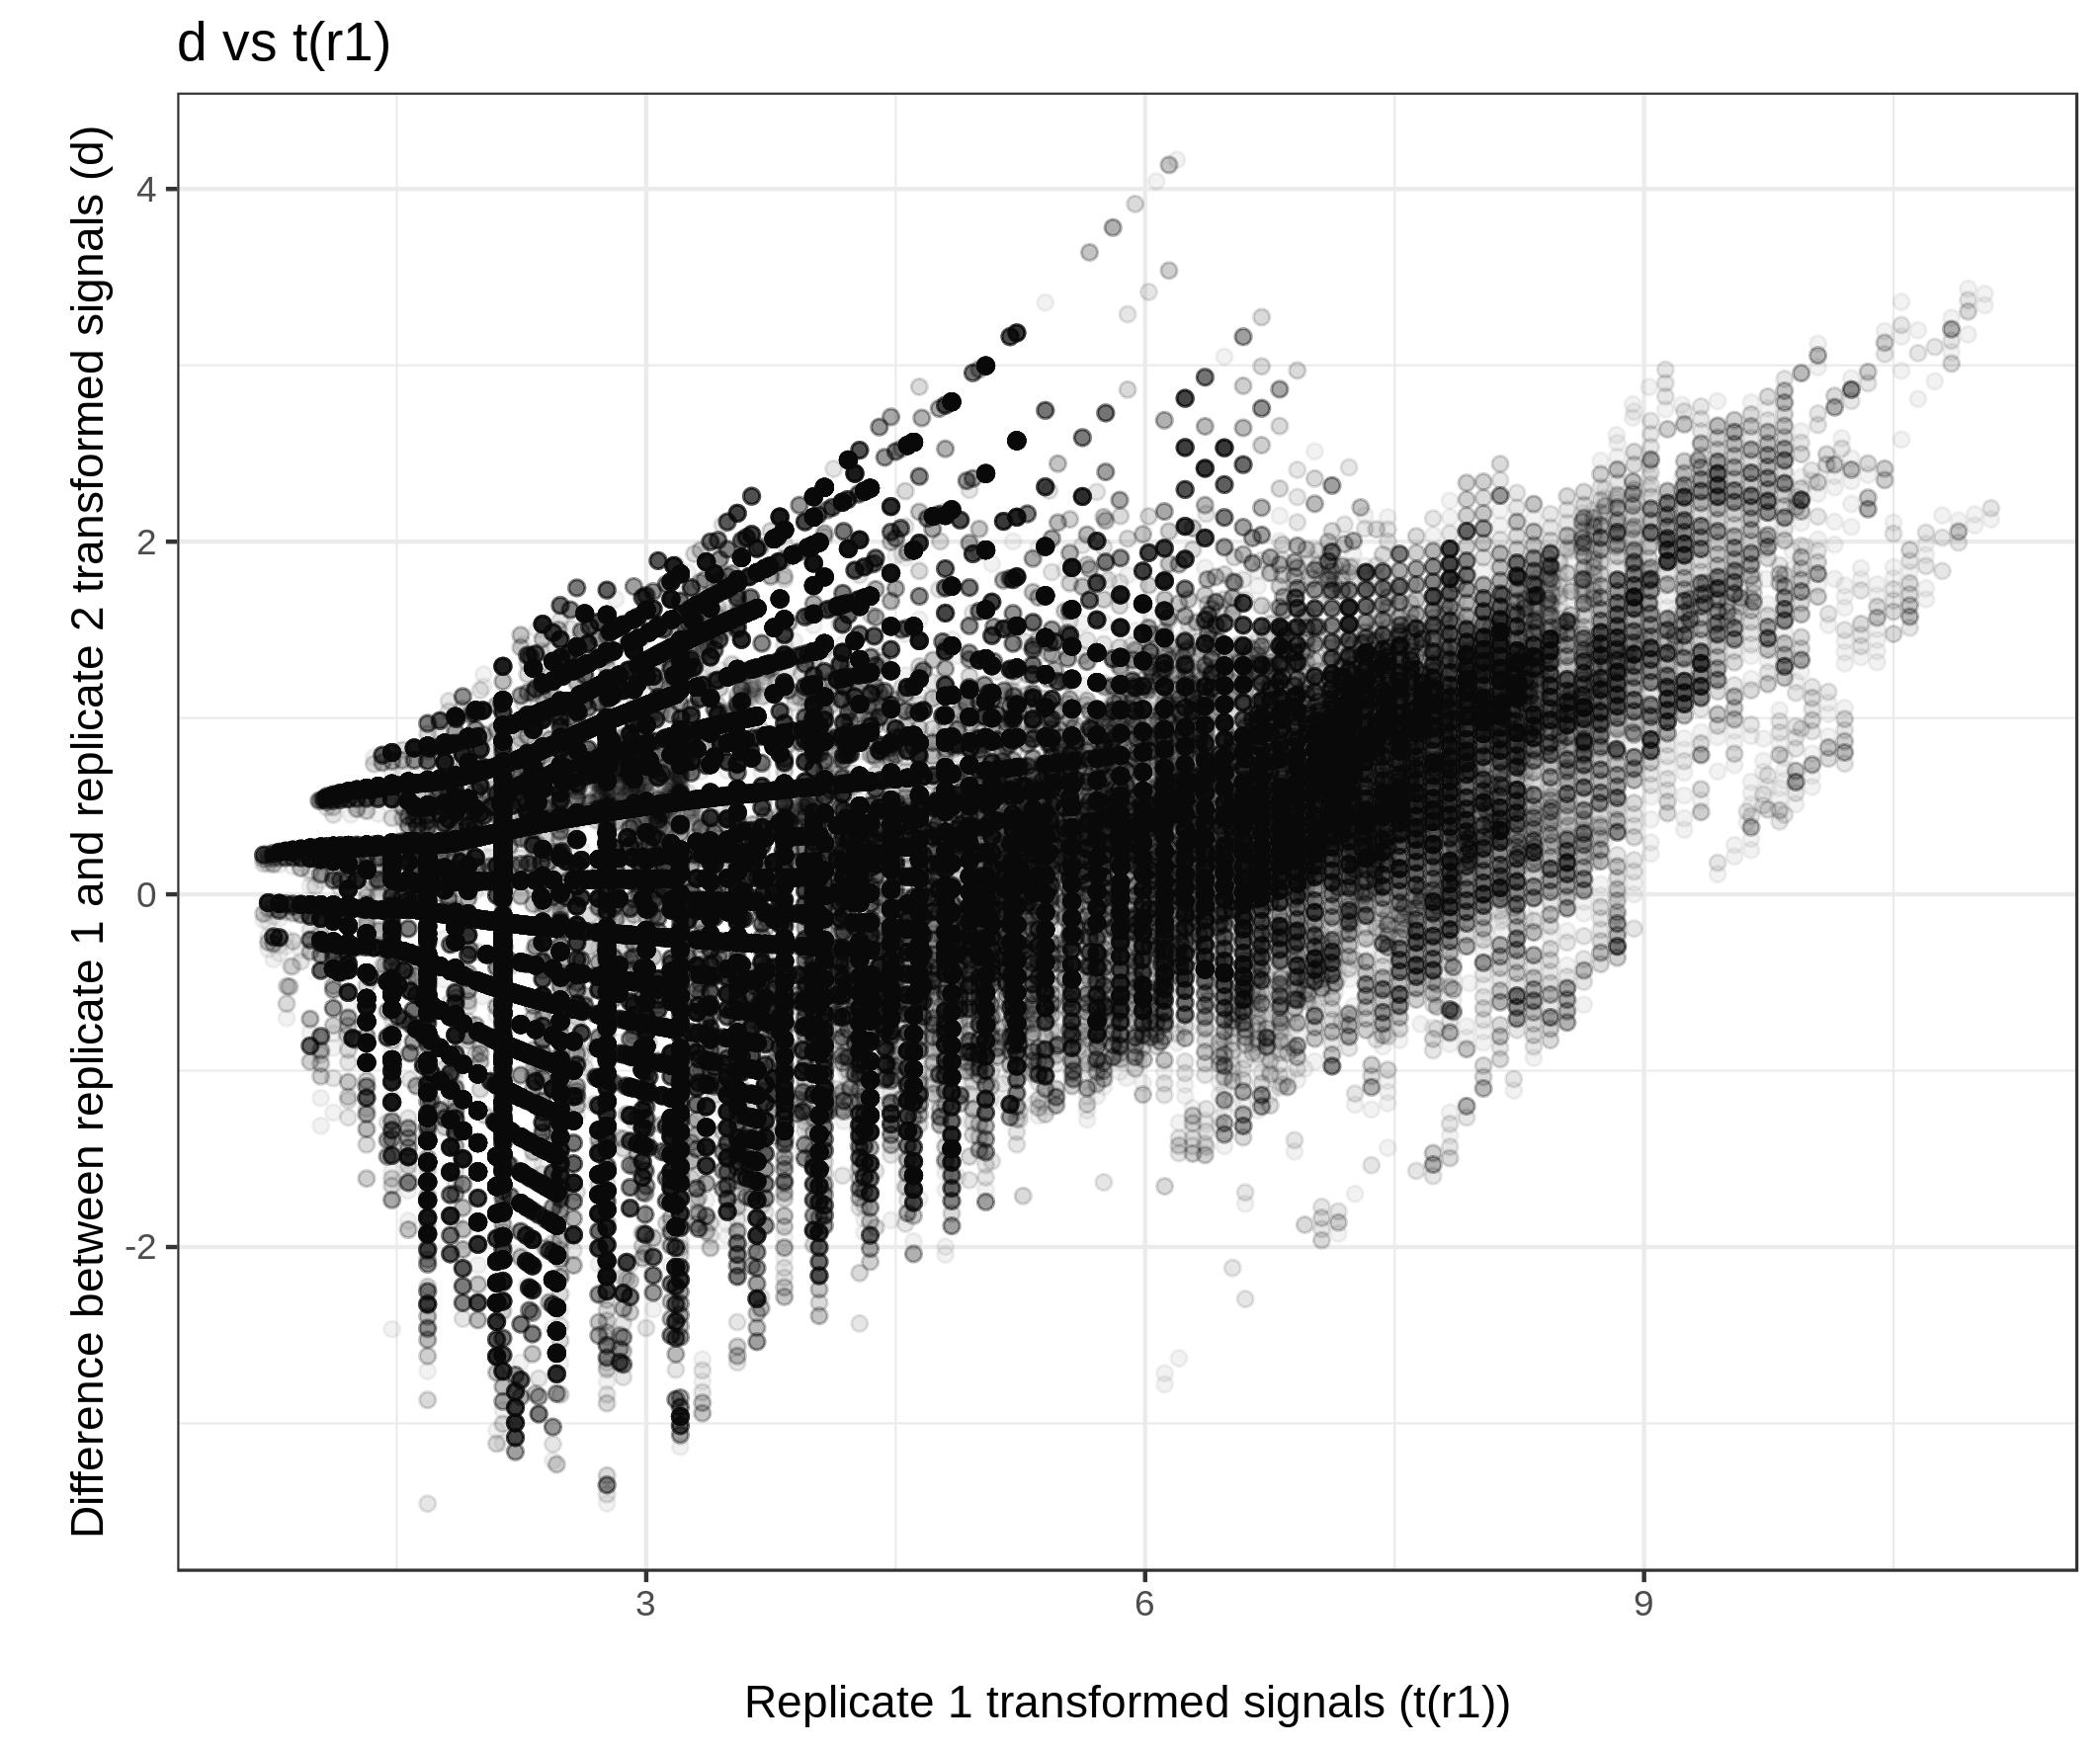 d vs t(r1)
Difference between replicate 1 and replicate 2 transformed signals (d)
4
2
0
-2
3
6
9
Replicate 1 transformed signals (t(r1))